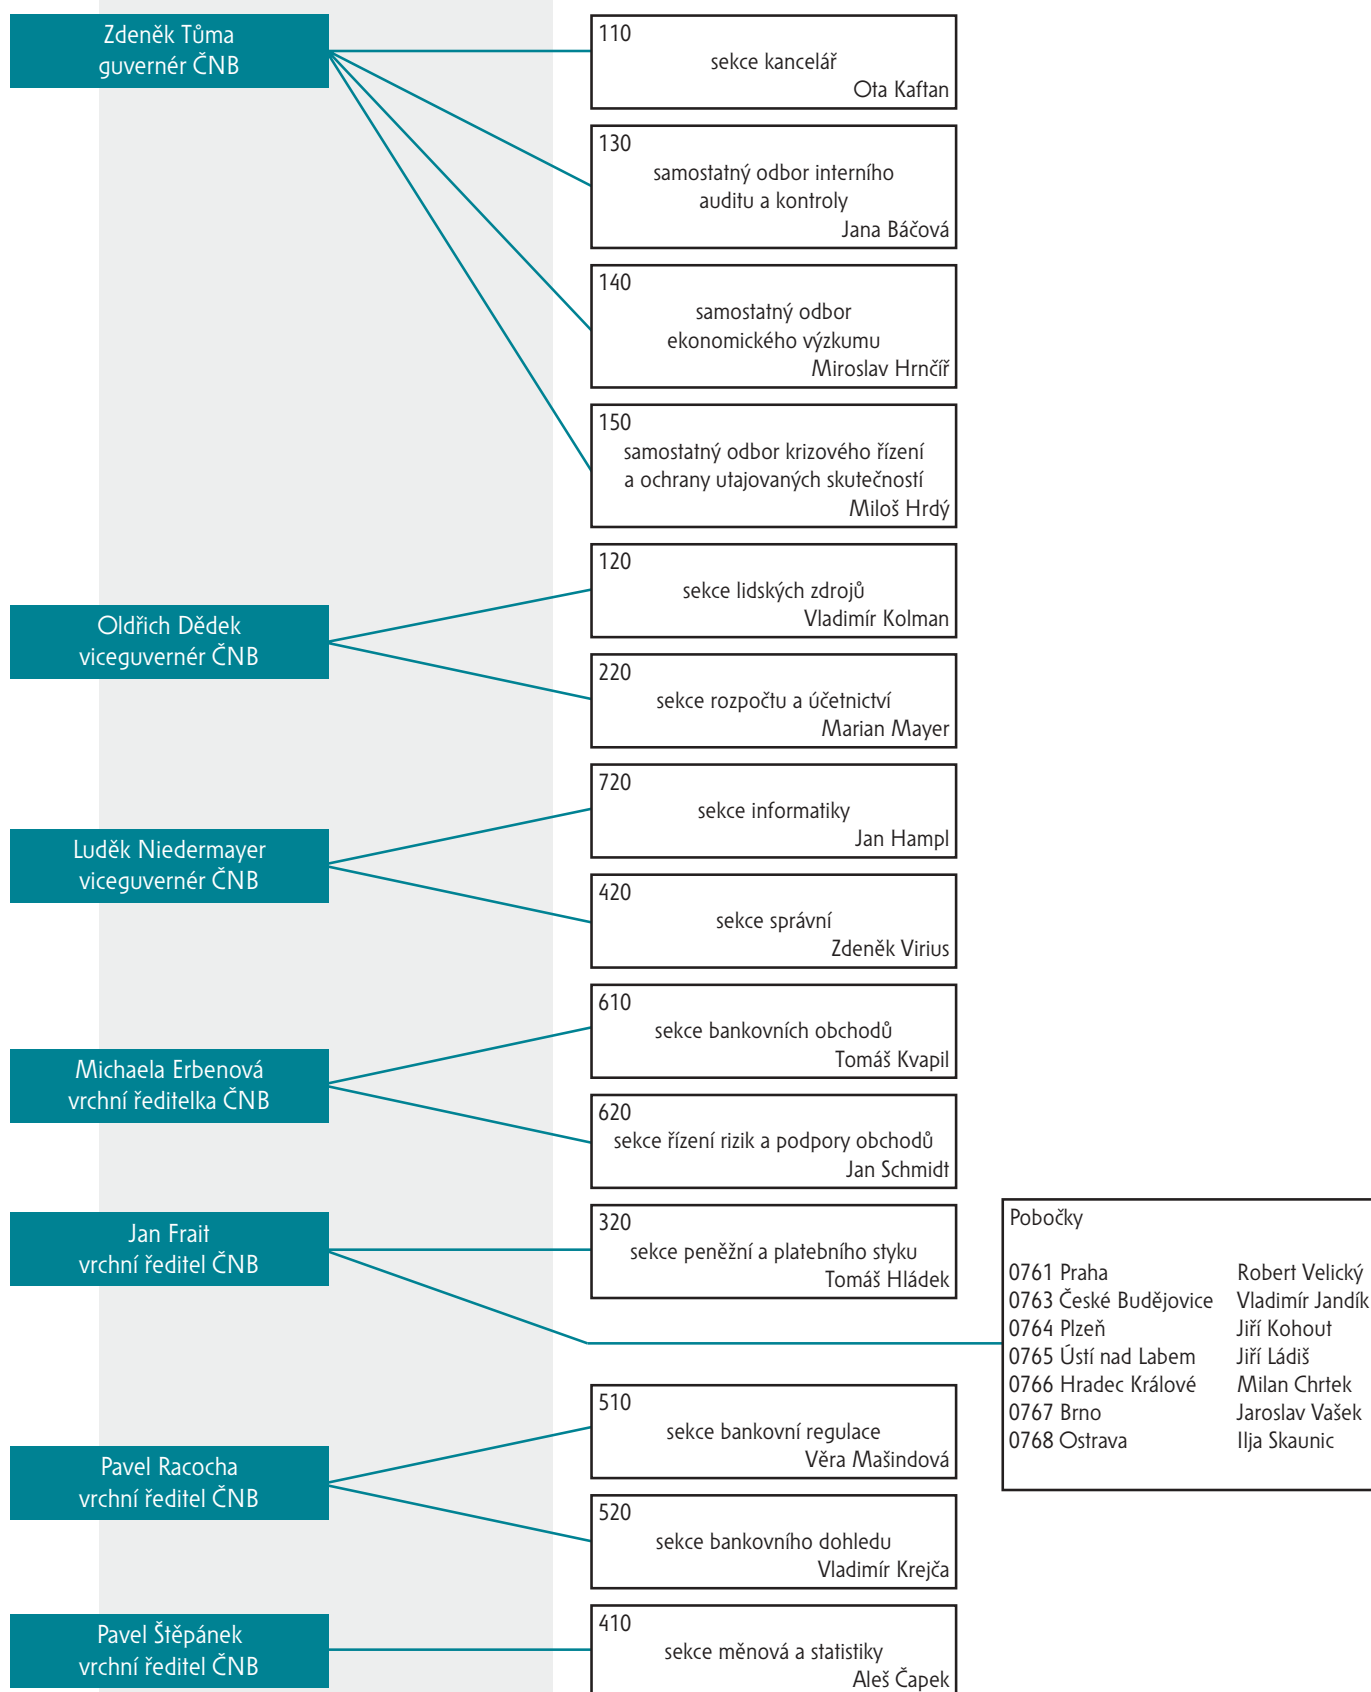 Zdeněk Tůma
guvernér ČNB
110
sekce kancelář
Ota Kaftan
130
samostatný odbor interního
auditu a kontroly
Jana Báčová
140
samostatný odbor
ekonomického výzkumu
Miroslav Hrnčíř
150
samostatný odbor krizového řízení
a ochrany utajovaných skutečností
Miloš Hrdý
Oldřich Dědek
viceguvernér ČNB
120
sekce lidských zdrojů
Vladimír Kolman
220
sekce rozpočtu a účetnictví
Marian Mayer
Luděk Niedermayer
viceguvernér ČNB
720
sekce informatiky
Jan Hampl
420
sekce správní
Zdeněk Virius
Michaela Erbenová
vrchní ředitelka ČNB
610
sekce bankovních obchodů
Tomáš Kvapil
620
sekce řízení rizik a podpory obchodů
Jan Schmidt
Jan Frait
vrchní ředitel ČNB
320
sekce peněžní a platebního styku
Tomáš Hládek
Pobočky
0761 Praha Robert Velický
0763 České Budějovice Vladimír Jandík
0764 Plzeň Jiří Kohout
0765 Ústí nad Labem Jiří Ládiš
0766 Hradec Králové Milan Chrtek
0767 Brno Jaroslav Vašek
0768 Ostrava Ilja Skaunic
Pavel Racocha
vrchní ředitel ČNB
510
sekce bankovní regulace
Věra Mašindová
520
sekce bankovního dohledu
Vladimír Krejča
Pavel Štěpánek
vrchní ředitel ČNB
410
sekce měnová a statistiky
Aleš Čapek